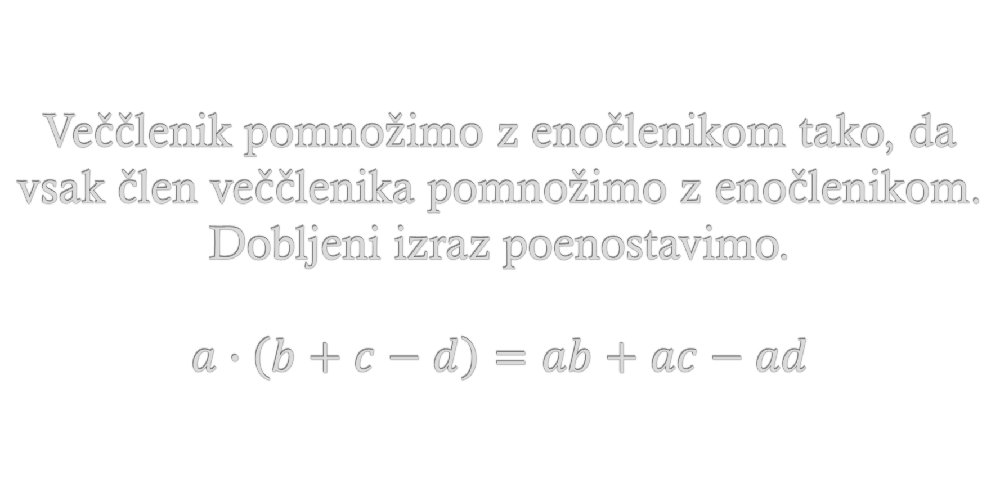 Veččlenik pomnožimo z enočlenikom tako, da
vsak člen veččlenika pomnožimo z enočlenikom.
Dobljeni izraz poenostavimo.
a · (b + c − d) = ab + ac − ad